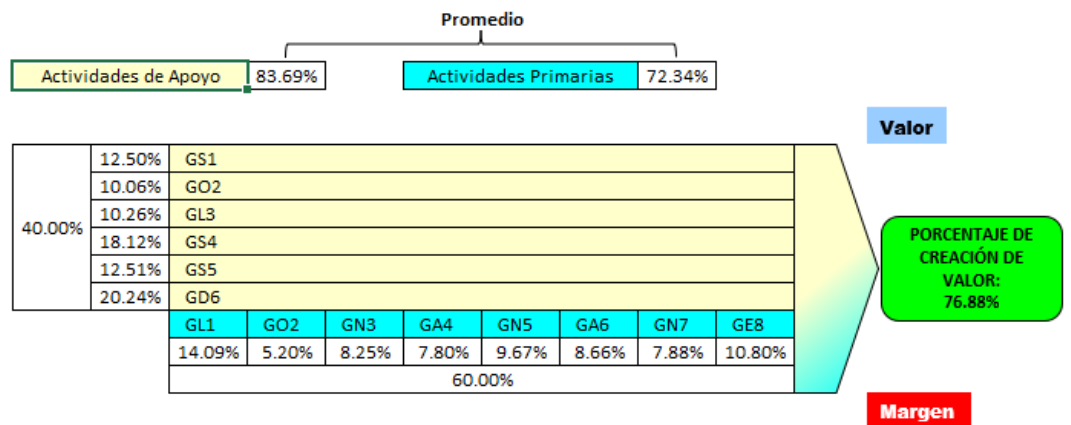 Promedio
Actividades de Apoyo 83.69% Actividades Primarias 72.34%
Valor
40.00%
12.50% GS1
10.06% GO2
10.26% GL3
18.12% GS4
12.51% GS5
20.24% GD6
PORCENTAJE DE
CREACIÓN DE
VALOR:
76.88%
GL1 GO2 GN3 GA4 GN5 GA6 GN7 GE8
14.09% 5.20% 8.25% 7.80% 9.67% 8.66% 7.88% 10.80%
60.00%
Margen